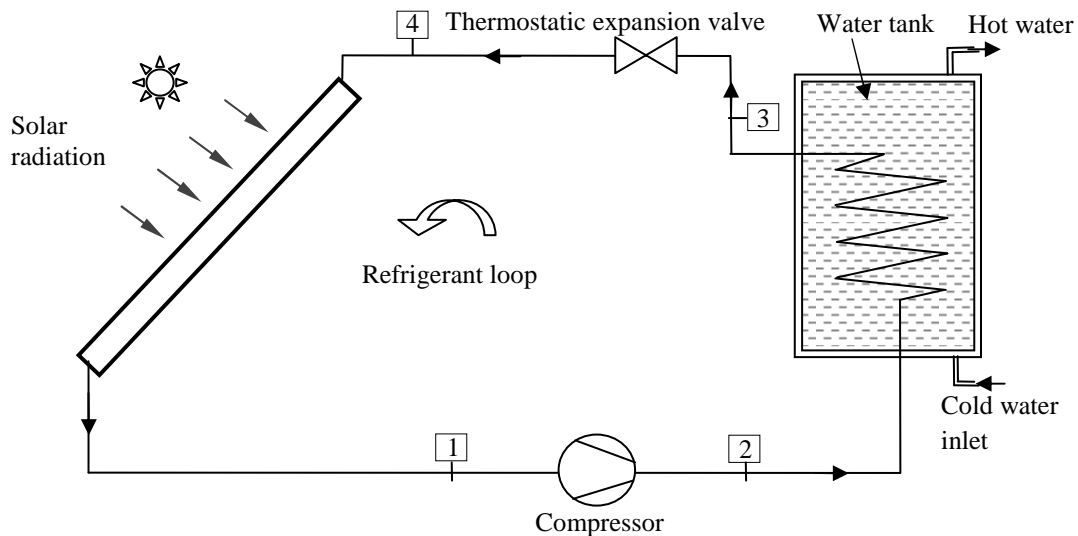 4
Thermostatic expansion valve
Water tank
Hot water
Solar
radiation
3
Refrigerant loop
Cold water
inlet
1
2
Compressor